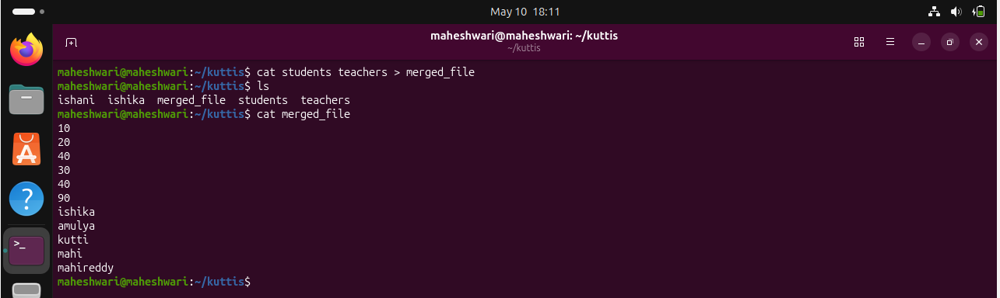 May 10 18:11
maheshwari@maheshwari: ~/kuttis
~/kuttis
maheshwari@maheshwari:~/kuttis$ cat students teachers > merged_file
maheshwari@maheshwari:~/kuttis$ ls
ishani  ishika  merged_file  students  teachers
maheshwari@maheshwari:~/kuttis$ cat merged_file
10
20
40
30
40
90
ishika
amulya
kutti
mahi
mahireddy
maheshwari@maheshwari:~/kuttis$